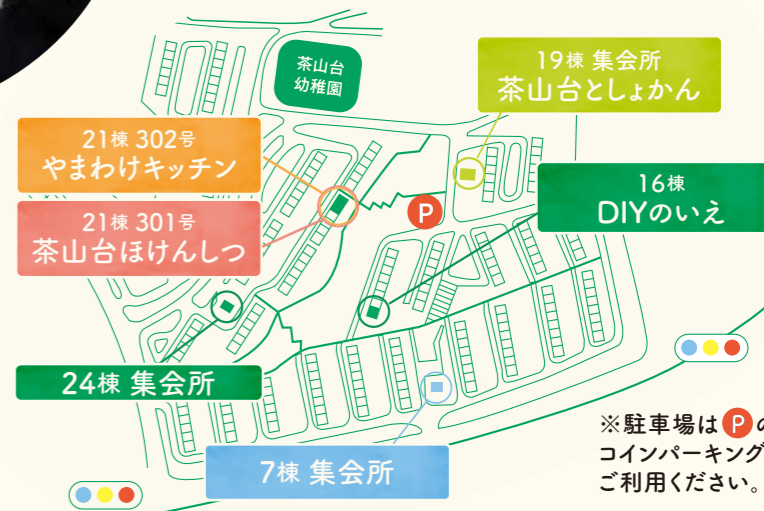 茶山台
幼稚園
19棟 集会所
茶山台としょかん
21棟 302号
やまわけキッチン
16棟
DIYのいえ
P
21棟 301号
茶山台ほけんしつ
24棟 集会所
7棟 集会所
※駐車場は P の
コインパーキング
ご利用ください。